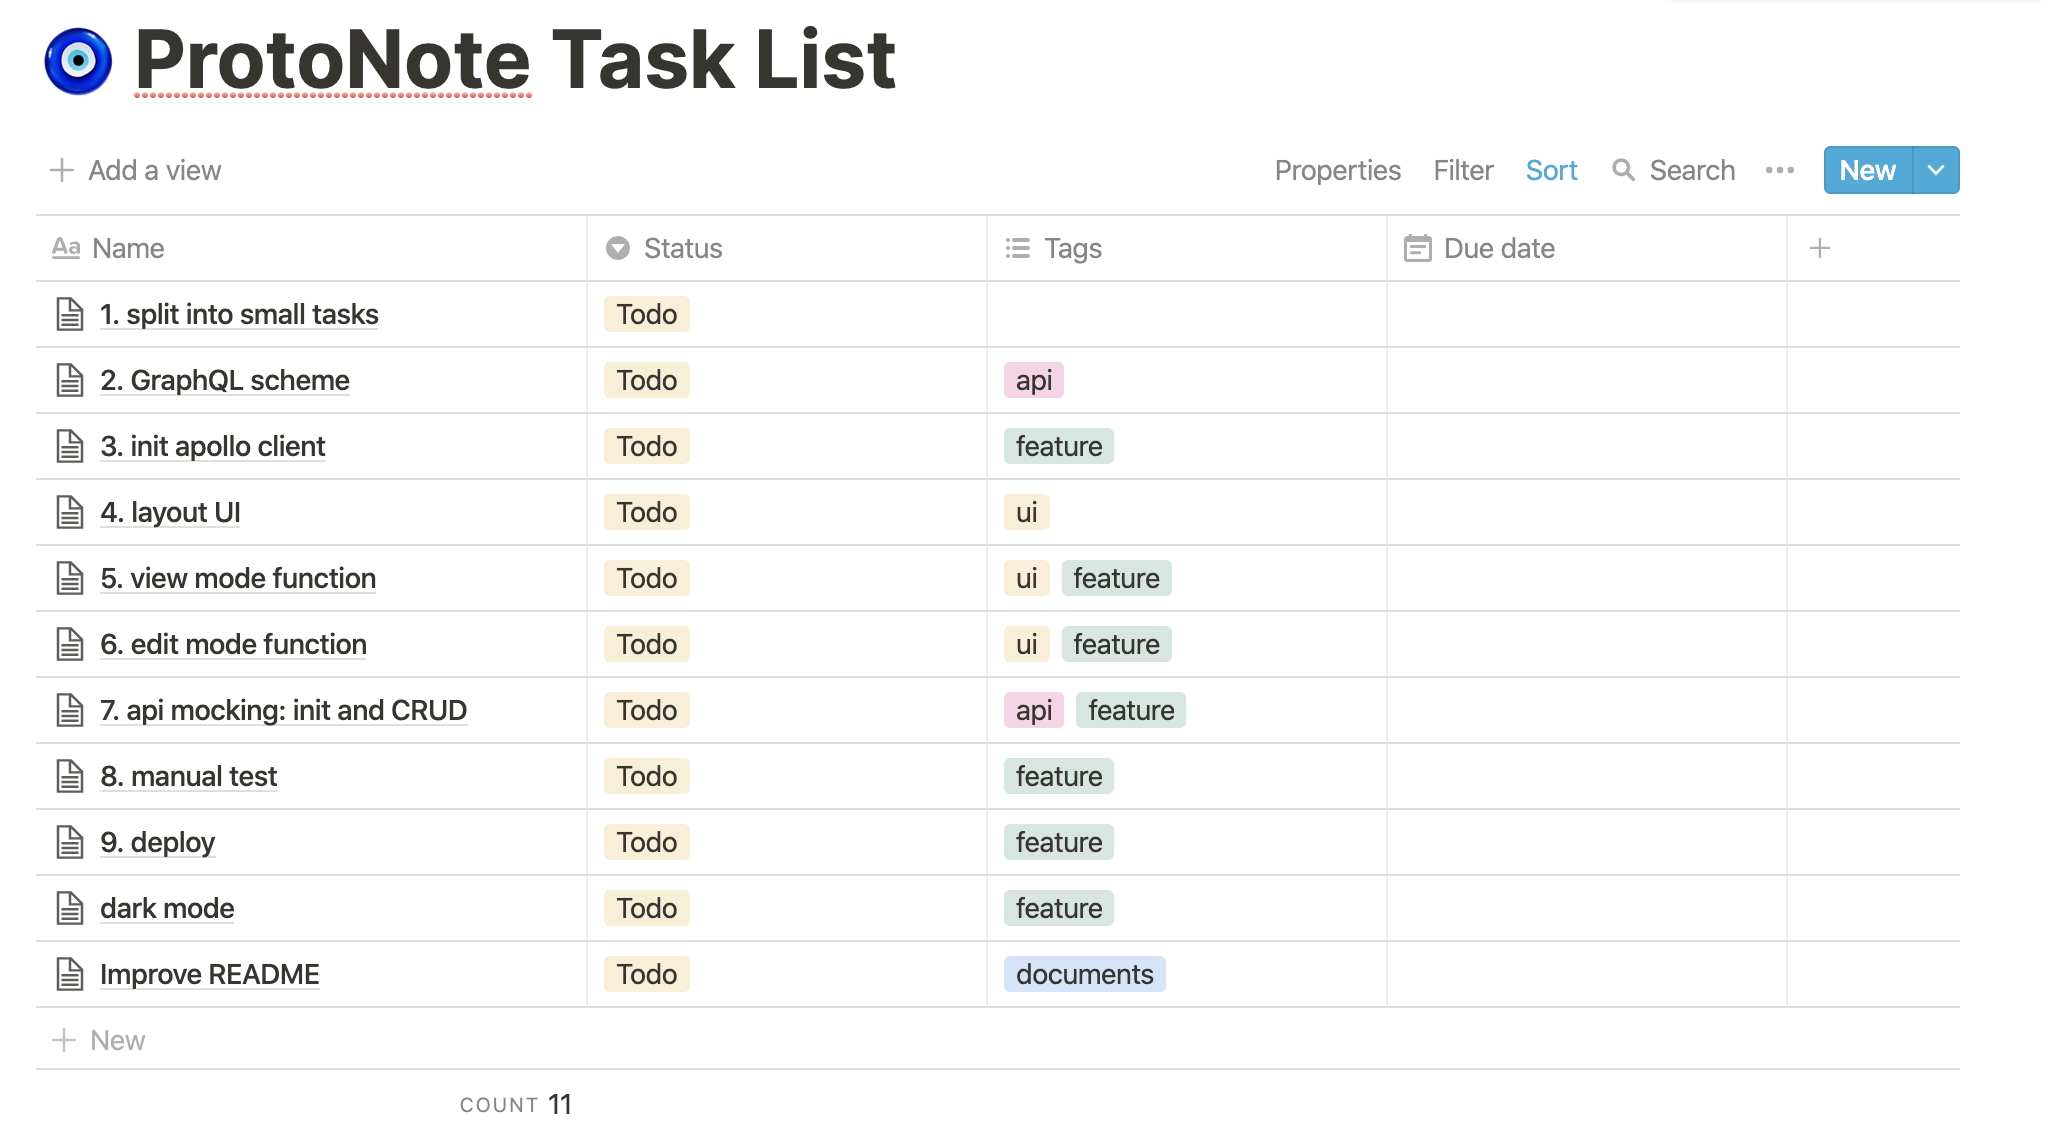 ProtoNote Task List
Add a view Properties Filter Sort Search New
Aa Name Status Tags Due date
1. split into small tasks Todo
2. GraphQL scheme Todo api
3. init apollo client Todo feature
4. layout UI Todo ui
5. view mode function Todo ui feature
6. edit mode function Todo ui feature
7. api mocking: init and CRUD Todo api feature
8. manual test Todo feature
9. deploy Todo feature
dark mode Todo feature
Improve README Todo documents
New
COUNT 11